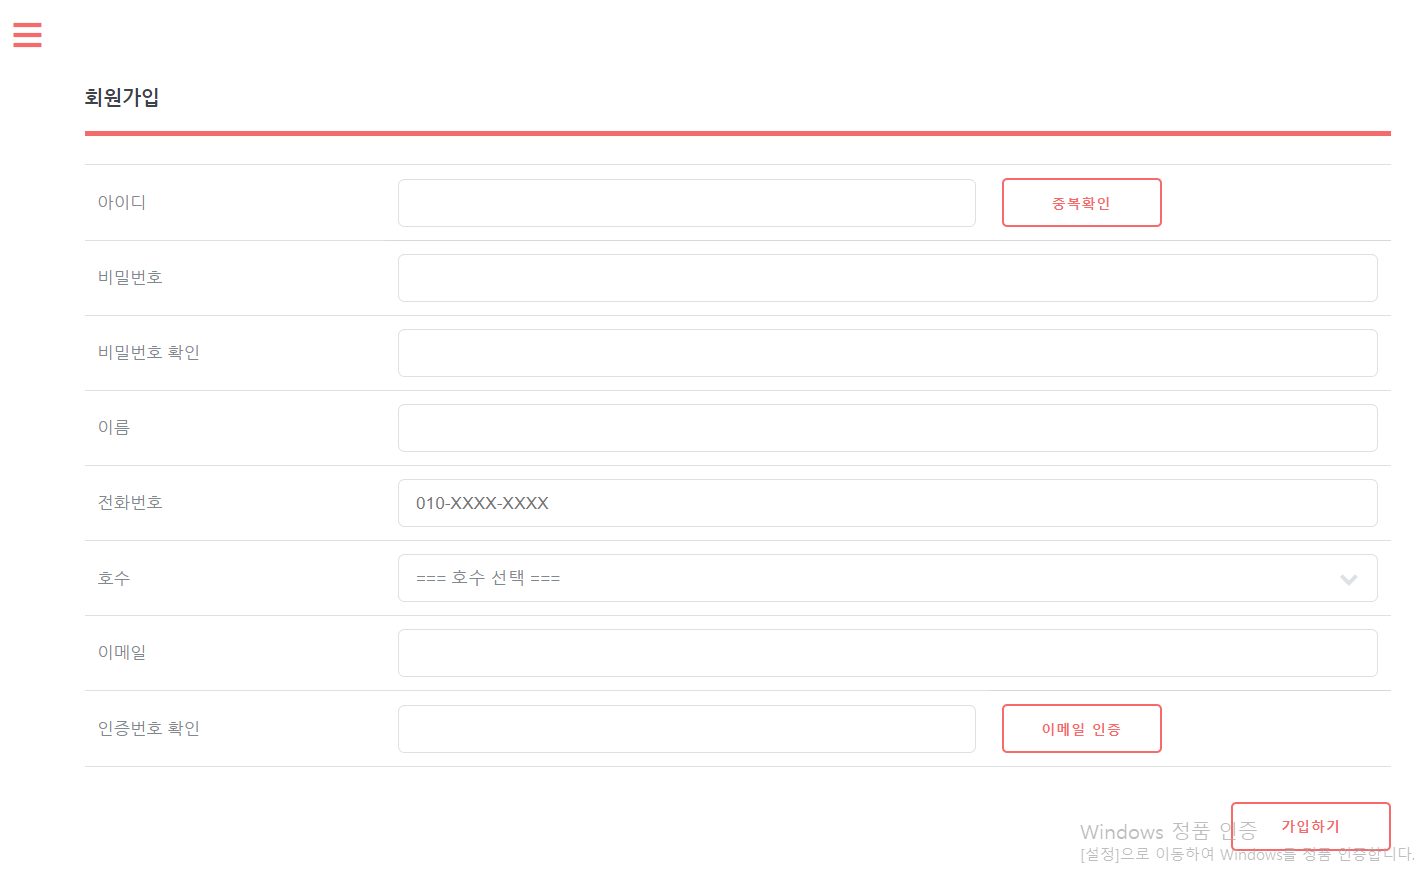 회원가입
아이디 중복확인
비밀번호
비밀번호 확인
이름
전화번호 010-XXXX-XXXX
호수 === 호수 선택 ===
이메일
인증번호 확인 이메일 인증
가입하기
Windows 정품 인증
[설정]으로 이동하여 Windows를 정품 인증합니다.